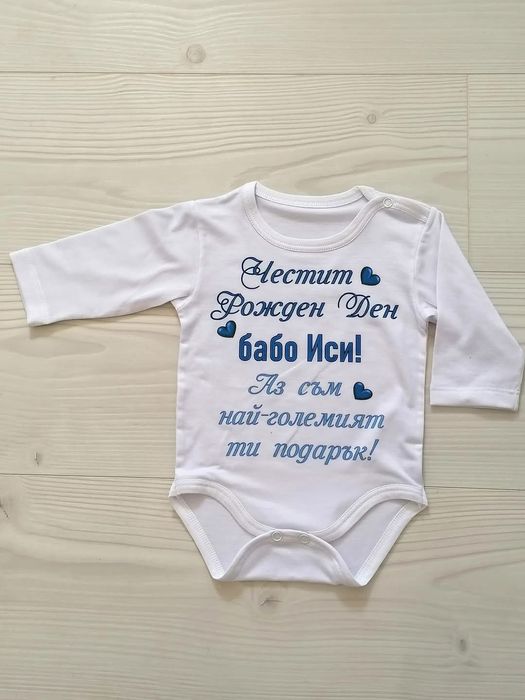 Честит
Рожден Ден
бабо Иси!
Аз съм
най-големият
ти подарък!